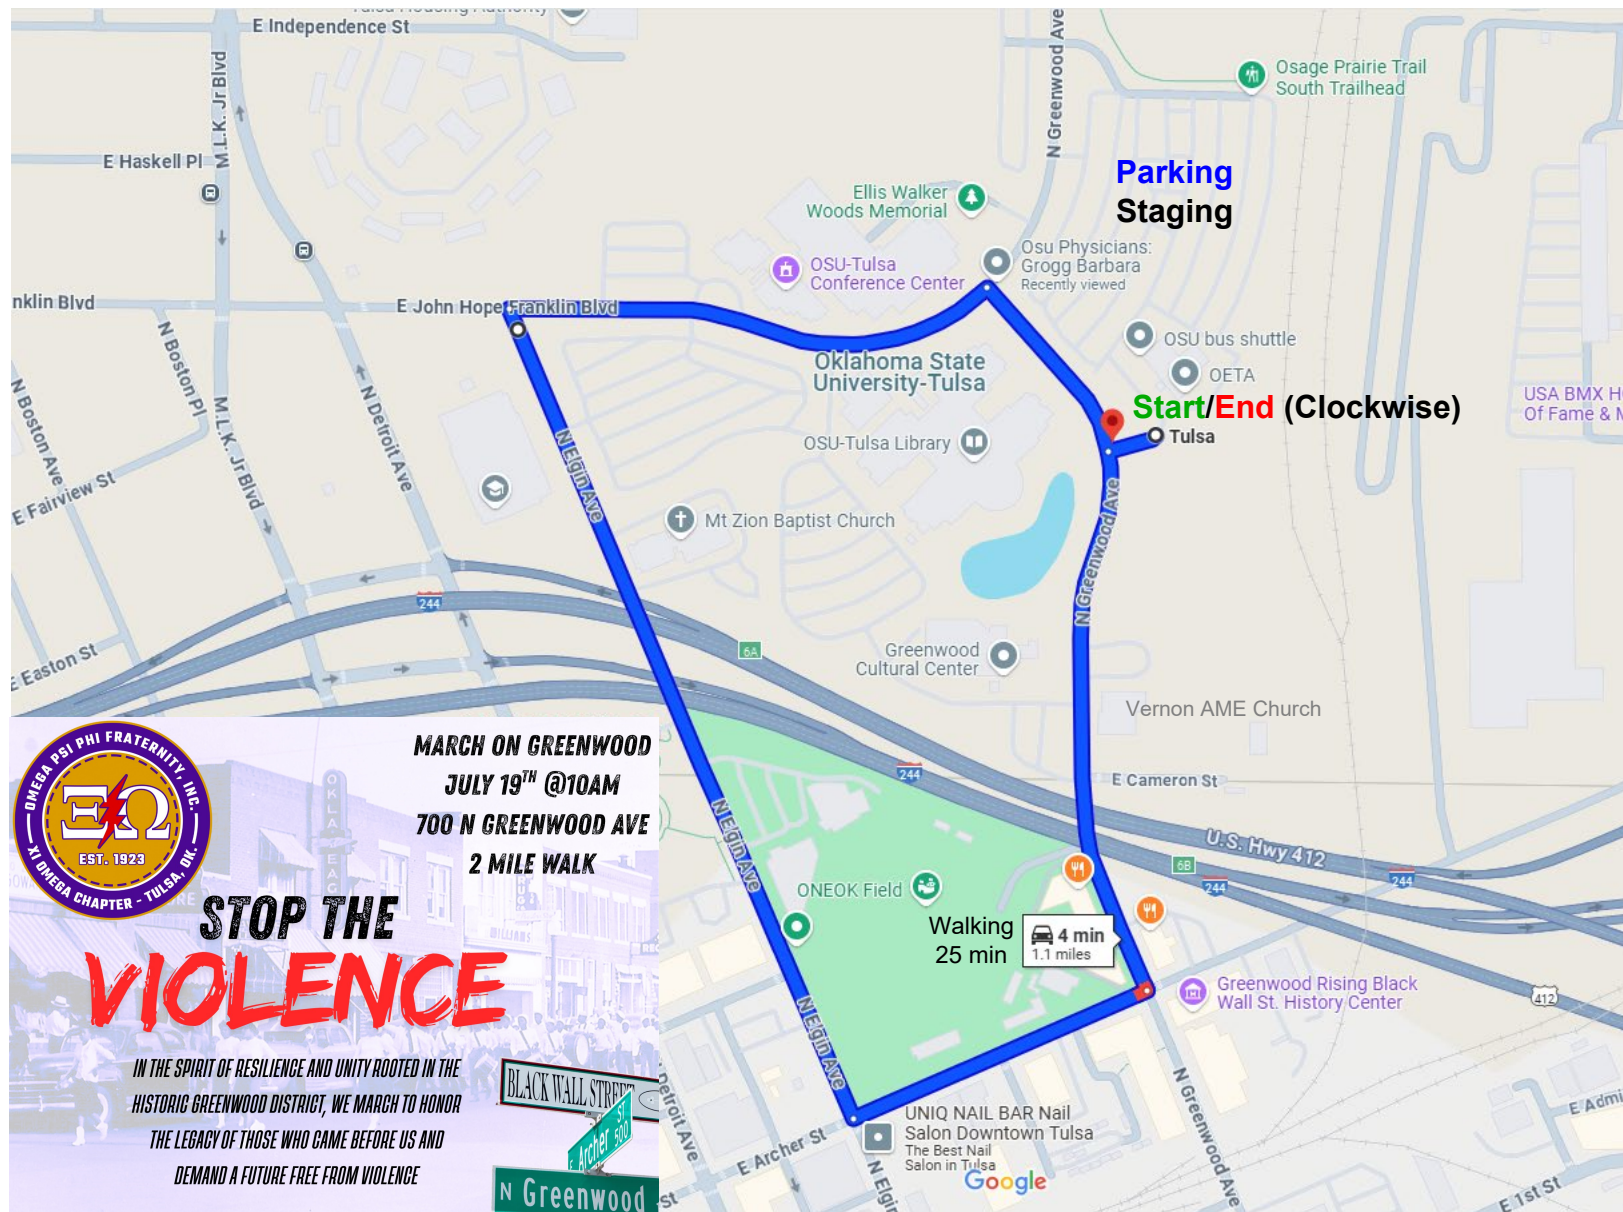 E Independence St
M.L.K. Jr Blvd
N Greenwood Ave
Osage Prairie Trail
South Trailhead
E Haskell Pl
Parking
Staging
Ellis Walker
Woods Memorial
Osu Physicians:
Grogg Barbara
Recently viewed
OSU-Tulsa
Conference Center
nklin Blvd
E John Hope Franklin Blvd
N Boston Pl
OSU bus shuttle
Oklahoma State
University-Tulsa
OETA
USA BMX H
Of Fame & M
Start/End (Clockwise)
Tulsa
N Boston Ave
M.L.K. Jr Blvd
N Detroit Ave
OSU-Tulsa Library
N Elgin Ave
E Fairview St
Mt Zion Baptist Church
N Greenwood Ave
244
6A
Greenwood
Cultural Center
E Easton St
Vernon AME Church
244
E Cameron St
U.S. Hwy 412
6B
244
244
N Elgin Ave
ONEOK Field
Walking
25 min
4 min
1.1 miles
Greenwood Rising Black
Wall St. History Center
412
N Elgin Ave
UNIQ NAIL BAR Nail
Salon Downtown Tulsa
The Best Nail
Salon in Tulsa
E Archer St
Detroit Ave
N Elgin
N Greenwood Ave
E Admi
E 1st St
St
Google
OMEGA PSI PHI FRATERNITY, INC.
ΞΩ
EST. 1923
XI OMEGA CHAPTER - TULSA, OK.
MARCH ON GREENWOOD
JULY 19TH @10AM
700 N GREENWOOD AVE
2 MILE WALK
STOP THE
VIOLENCE
IN THE SPIRIT OF RESILIENCE AND UNITY ROOTED IN THE
HISTORIC GREENWOOD DISTRICT, WE MARCH TO HONOR
THE LEGACY OF THOSE WHO CAME BEFORE US AND
DEMAND A FUTURE FREE FROM VIOLENCE
WILLIAMS
BLACK WALL STREET
E Archer ST
500
N Greenwood